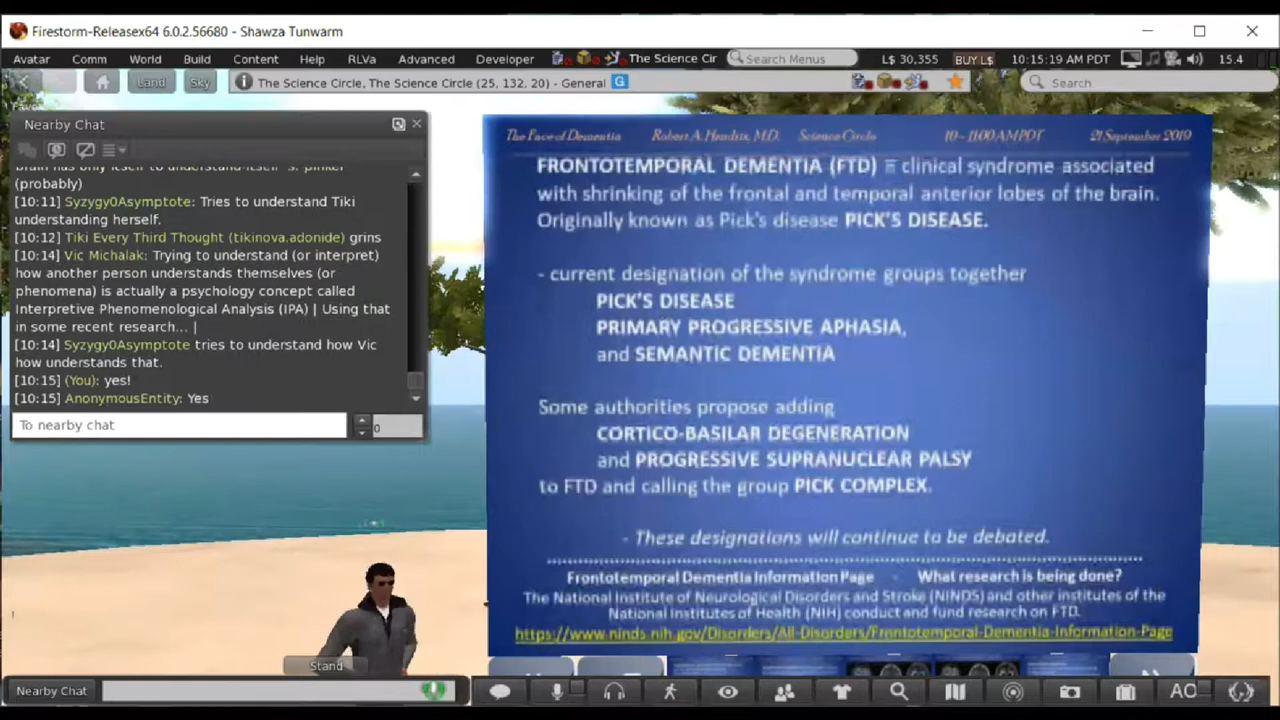 Firestorm-Releasex64 6.0.2.56680 - Shawza Tunwarm
Avatar Comm World Build Content Help RLVa Advanced Developer The Science Cir Search Menus L$ 30,355 BUY L$ 10:15:19 AM PDT 15.4
Land Sky The Science Circle, The Science Circle (25, 132, 20) - General G Search
Nearby Chat
(probably)
[10:11] Syzygy0Asymptote: Tries to understand Tiki
understanding herself.
[10:12] Tiki Every Third Thought (tikinova.adonide) grins
[10:14] Vic Michalak: Trying to understand (or interpret)
how another person understands themselves (or
phenomena) is actually a psychology concept called
Interpretive Phenomenological Analysis (IPA) | Using that
in some recent research... |
[10:14] Syzygy0Asymptote tries to understand how Vic
how understands that.
[10:15] (You): yes!
[10:15] AnonymousEntity: Yes
To nearby chat
0
The Face of Dementia Robert A. Hendrix, M.D. Science Circle 10 - 1100 AM PDT 21 September 2019
FRONTOTEMPORAL DEMENTIA (FTD) = clinical syndrome associated
with shrinking of the frontal and temporal anterior lobes of the brain.
Originally known as Pick's disease PICK'S DISEASE.
- current designation of the syndrome groups together
PICK'S DISEASE
PRIMARY PROGRESSIVE APHASIA,
and SEMANTIC DEMENTIA
Some authorities propose adding
CORTICO-BASILAR DEGENERATION
and PROGRESSIVE SUPRANUCLEAR PALSY
to FTD and calling the group PICK COMPLEX.
- These designations will continue to be debated.
Frontotemporal Dementia Information Page - What research is being done?
The National Institute of Neurological Disorders and Stroke (NINDS) and other institutes of the
National Institutes of Health (NIH) conduct and fund research on FTD.
https://www.ninds.nih.gov/Disorders/All-Disorders/Frontotemporal-Dementia-Information-Page
Stand
Nearby Chat
AO